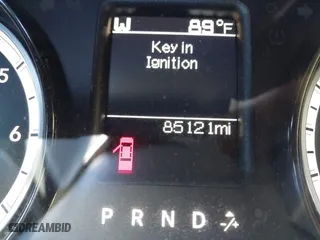 W 89°F
Key in
Ignition
85121mi
5
6
P R N D
DREAMBID